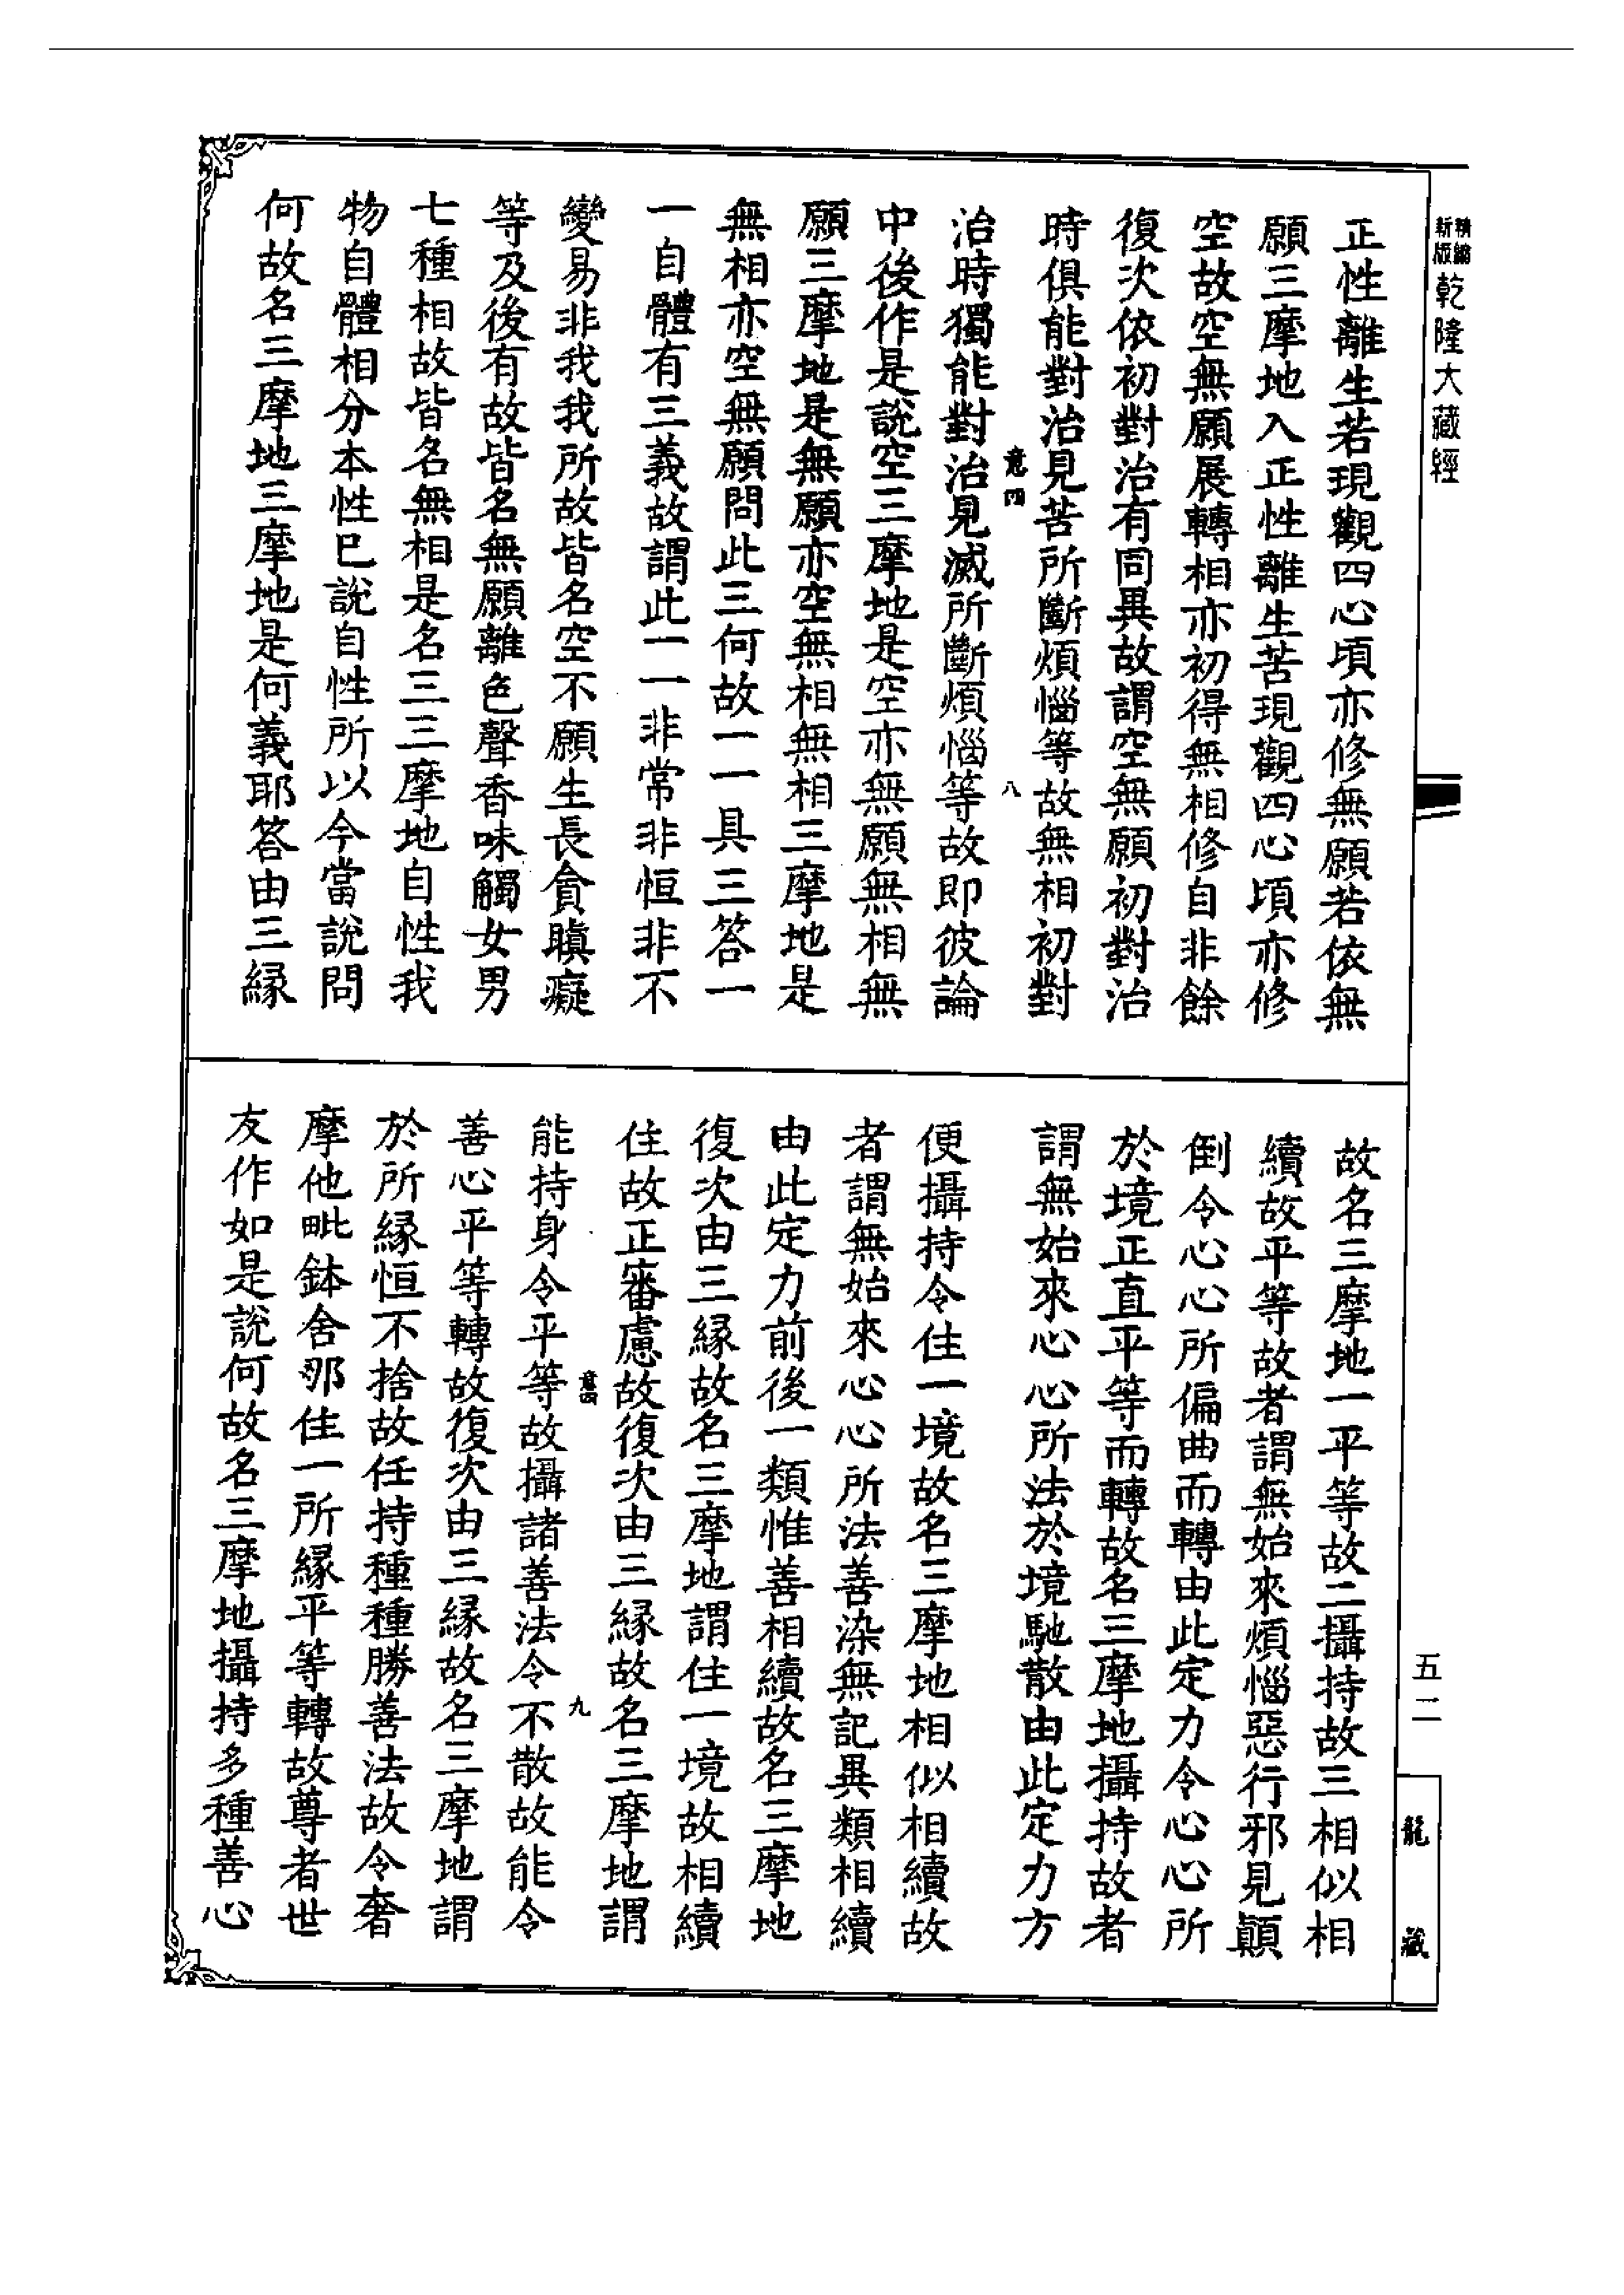 精縮新版乾隆大藏經
正性離生若現觀四心頃亦修無願若依無
願三摩地入正性離生苦現觀四心頃亦修
空故空無願展轉相亦初得無相修自非餘
復次依初對治有同異故謂空無願初對治
時俱能對治見苦所斷煩惱等故無相初對
意四 八
治時獨能對治見滅所斷煩惱等故即彼論
中後作是說空三摩地是空亦無願無相無
願三摩地是無願亦空無相無相三摩地是
無相亦空無願問此三何故一一具三答一
一自體有三義故謂此一一非常非恒非不
變易非我我所故皆名空不願生長貪瞋癡
等及後有故皆名無願離色聲香味觸女男
七種相故皆名無相是名三三摩地自性我
物自體相分本性已說自性所以今當說問
何故名三摩地三摩地是何義耶答由三緣
故名三摩地一平等故二攝持故三相似相
續故平等故者謂無始來煩惱惡行邪見顛
倒令心心所偏曲而轉由此定力令心心所
於境正直平等而轉故名三摩地攝持故者
謂無始來心心所法於境馳散由此定力方
便攝持令住一境故名三摩地相似相續故
者謂無始來心心所法善染無記異類相續
由此定力前後一類惟善相續故名三摩地
復次由三緣故名三摩地謂住一境故相續
住故正審慮故復次由三緣故名三摩地謂
意四 九
能持身令平等故攝諸善法令不散故能令
善心平等轉故復次由三緣故名三摩地謂
於所緣恒不捨故任持種種勝善法故令奢
摩他毗鉢舍那住一所緣平等轉故尊者世
友作如是說何故名三摩地攝持多種善心
五二
龍藏